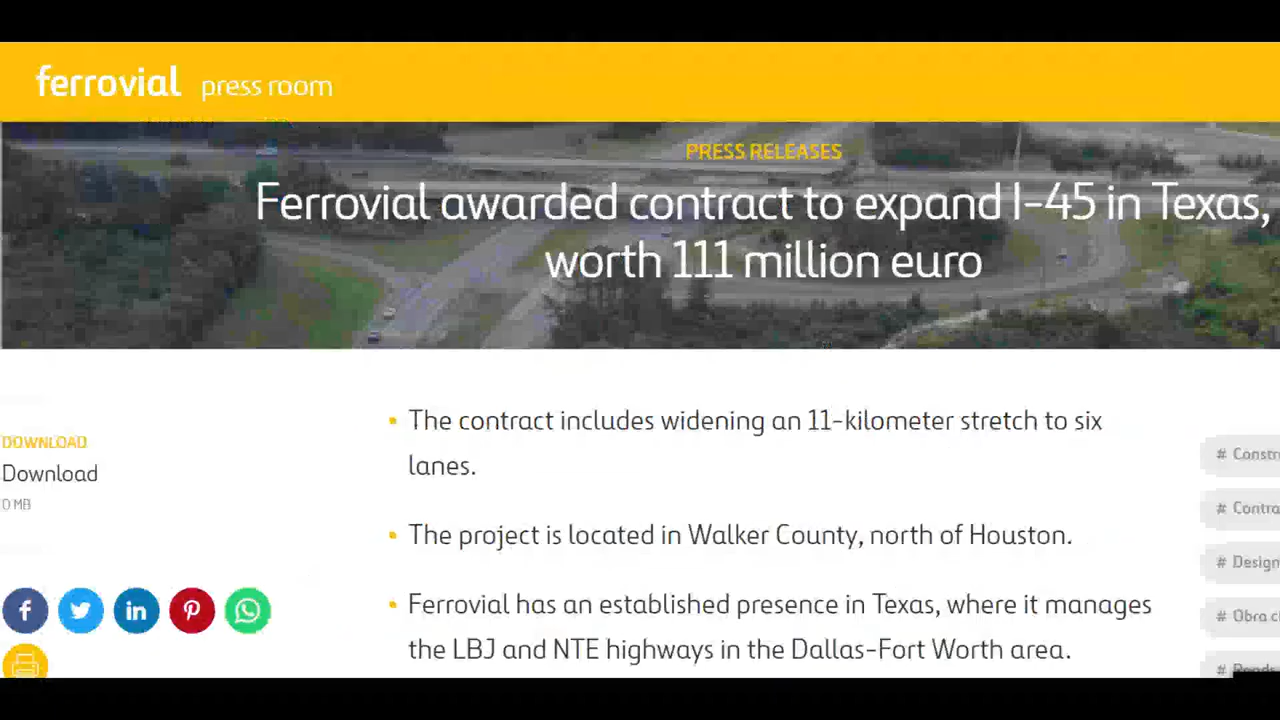 ferrovial press room
PRESS RELEASES
Ferrovial awarded contract to expand I-45 in Texas,
worth 111 million euro
DOWNLOAD
Download
0 MB
• The contract includes widening an 11-kilometer stretch to six
lanes.
• The project is located in Walker County, north of Houston.
• Ferrovial has an established presence in Texas, where it manages
the LBJ and NTE highways in the Dallas-Fort Worth area.
# Constr
# Contra
# Design
# Obra c